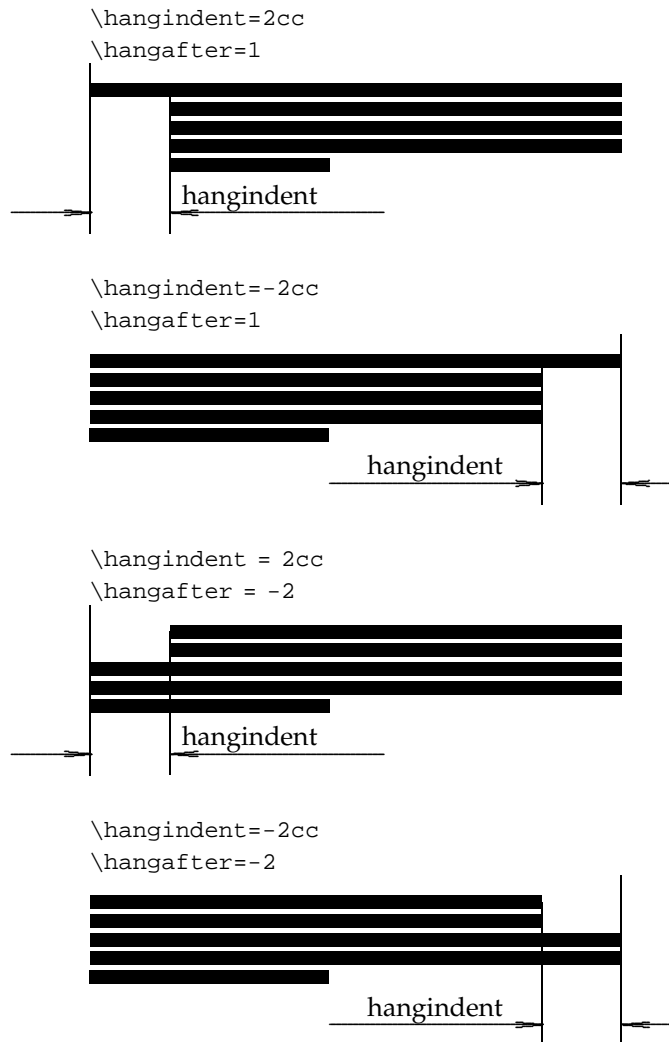 \hangindent=2cc
\hangafter=1
hangindent
\hangindent=-2cc
\hangafter=1
hangindent
\hangindent = 2cc
\hangafter = -2
hangindent
\hangindent=-2cc
\hangafter=-2
hangindent